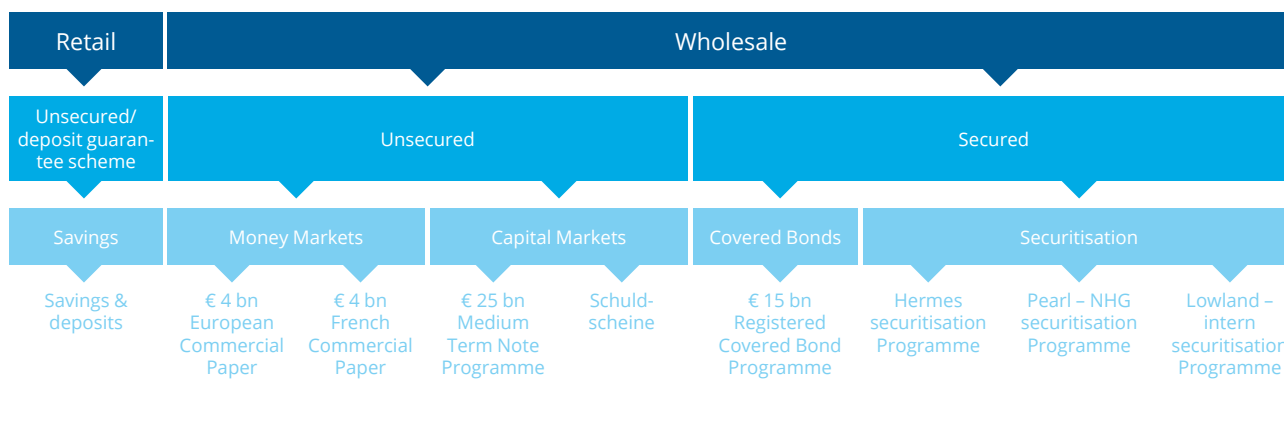 Retail
Wholesale
Unsecured/
deposit guaran-
tee scheme
Unsecured
Secured
Savings
Money Markets
Capital Markets
Covered Bonds
Securitisation
Savings &
deposits
€ 4 bn
European
Commercial
Paper
€ 4 bn
French
Commercial
Paper
€ 25 bn
Medium
Term Note
Programme
Schuld-
scheine
€ 15 bn
Registered
Covered Bond
Programme
Hermes
securitisation
Programme
Pearl – NHG
securitisation
Programme
Lowland –
intern
securitisation
Programme